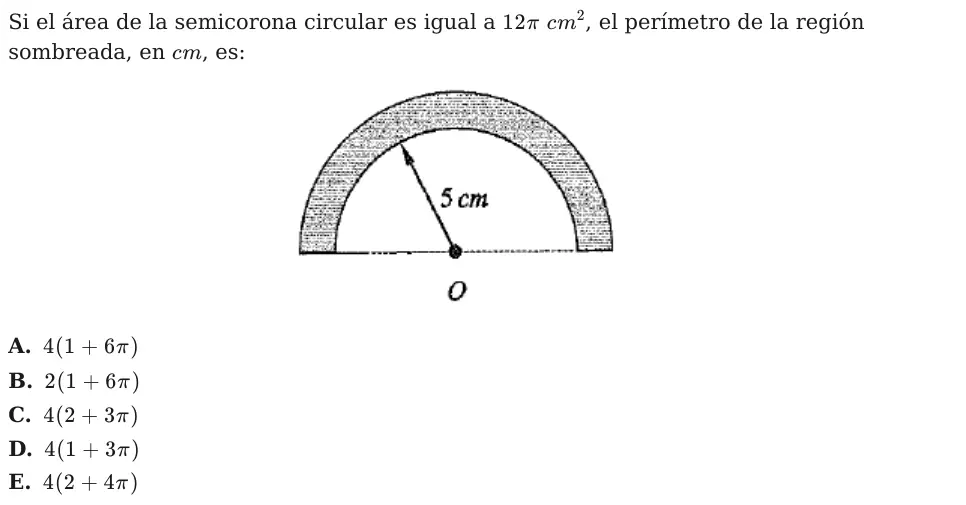 Si el área de la semicorona circular es igual a 12π cm², el perímetro de la región
sombreada, en cm, es:
5 cm
O
A. 4(1 + 6π)
B. 2(1 + 6π)
C. 4(2 + 3π)
D. 4(1 + 3π)
E. 4(2 + 4π)